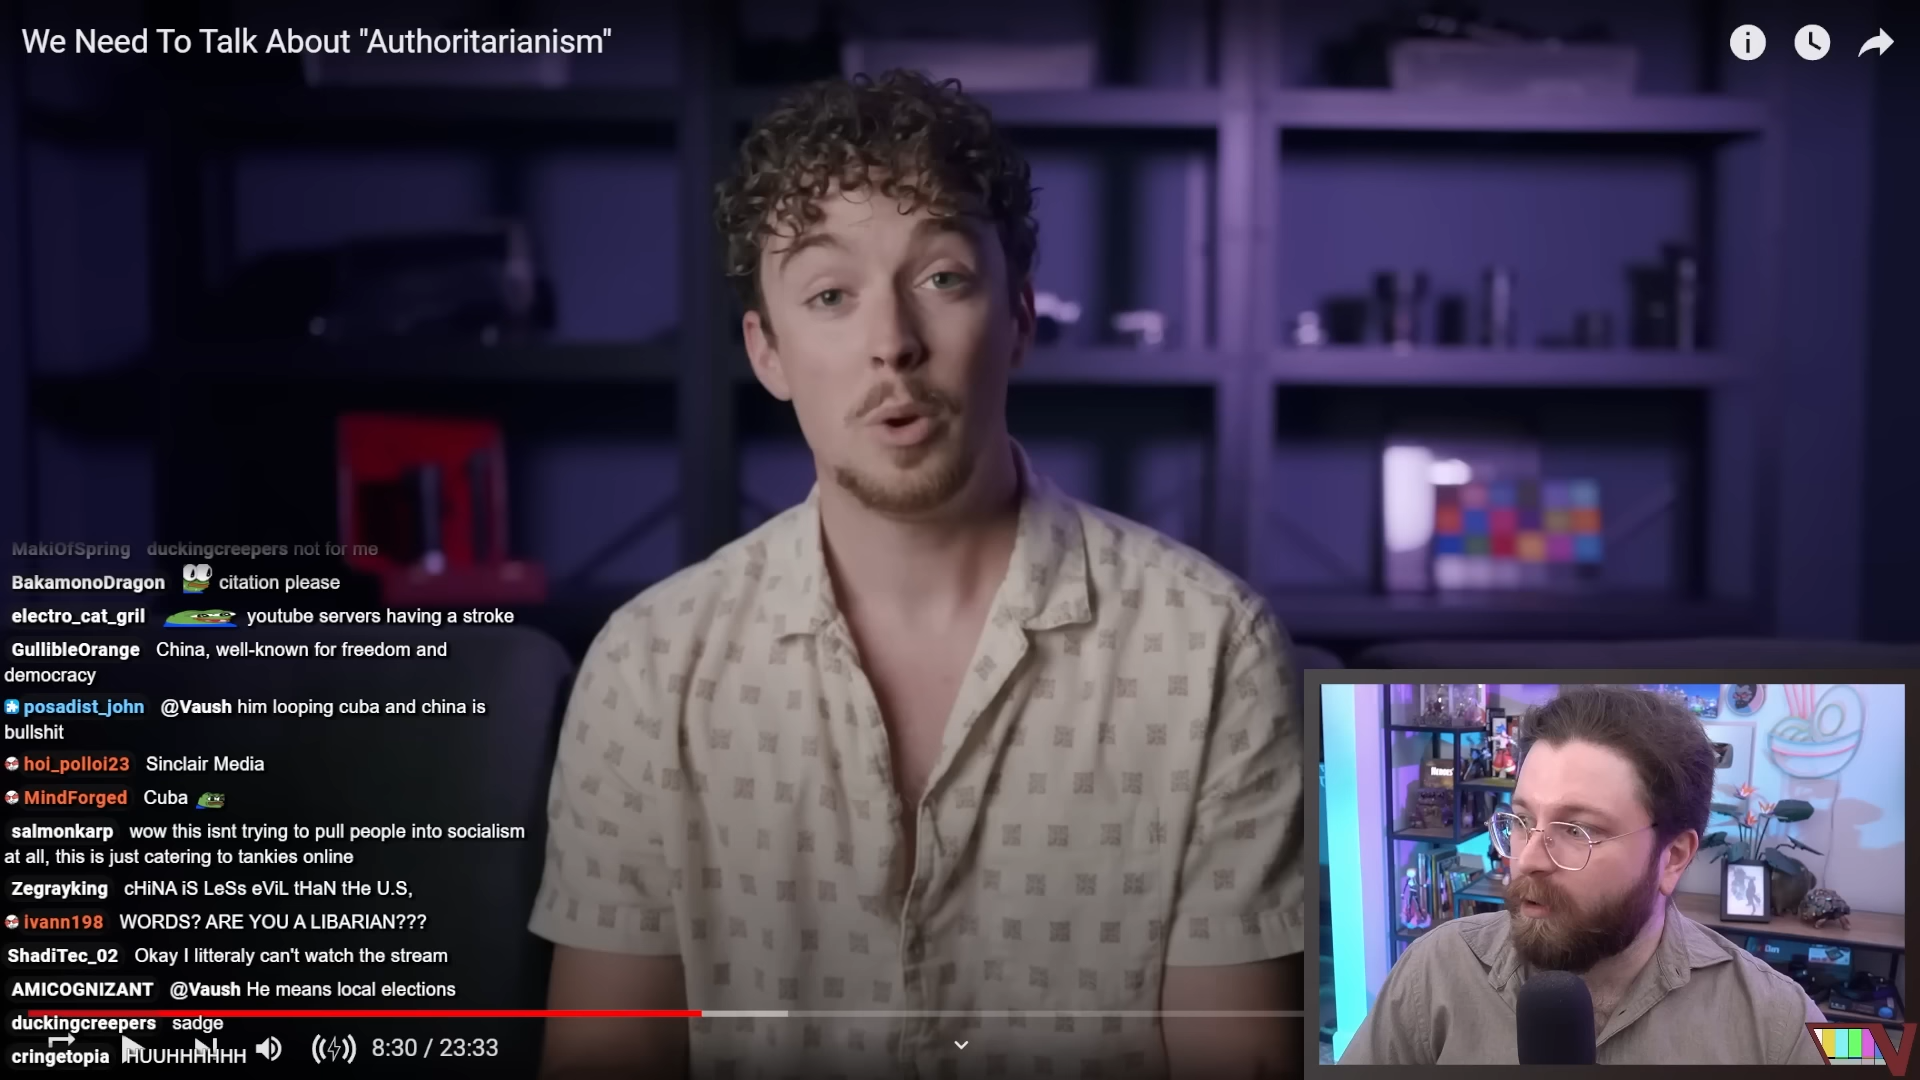 We Need To Talk About "Authoritarianism"
MakiOfSpring duckingcreepers not for me
BakamonoDragon citation please
electro_cat_gril youtube servers having a stroke
GullibleOrange China, well-known for freedom and
democracy
posadist_john @Vaush him looping cuba and china is
bullshit
hoi_polloi23 Sinclair Media
MindForged Cuba
salmonkarp wow this isnt trying to pull people into socialism
at all, this is just catering to tankies online
Zegrayking cHiNA iS LeSs eViL tHaN tHe U.S,
ivann198 WORDS? ARE YOU A LIBARIAN???
ShadiTec_02 Okay I litteraly can't watch the stream
AMICOGNIZANT @Vaush He means local elections
duckingcreepers sadge
cringetopia HUUHHHHHH
8:30 / 23:33